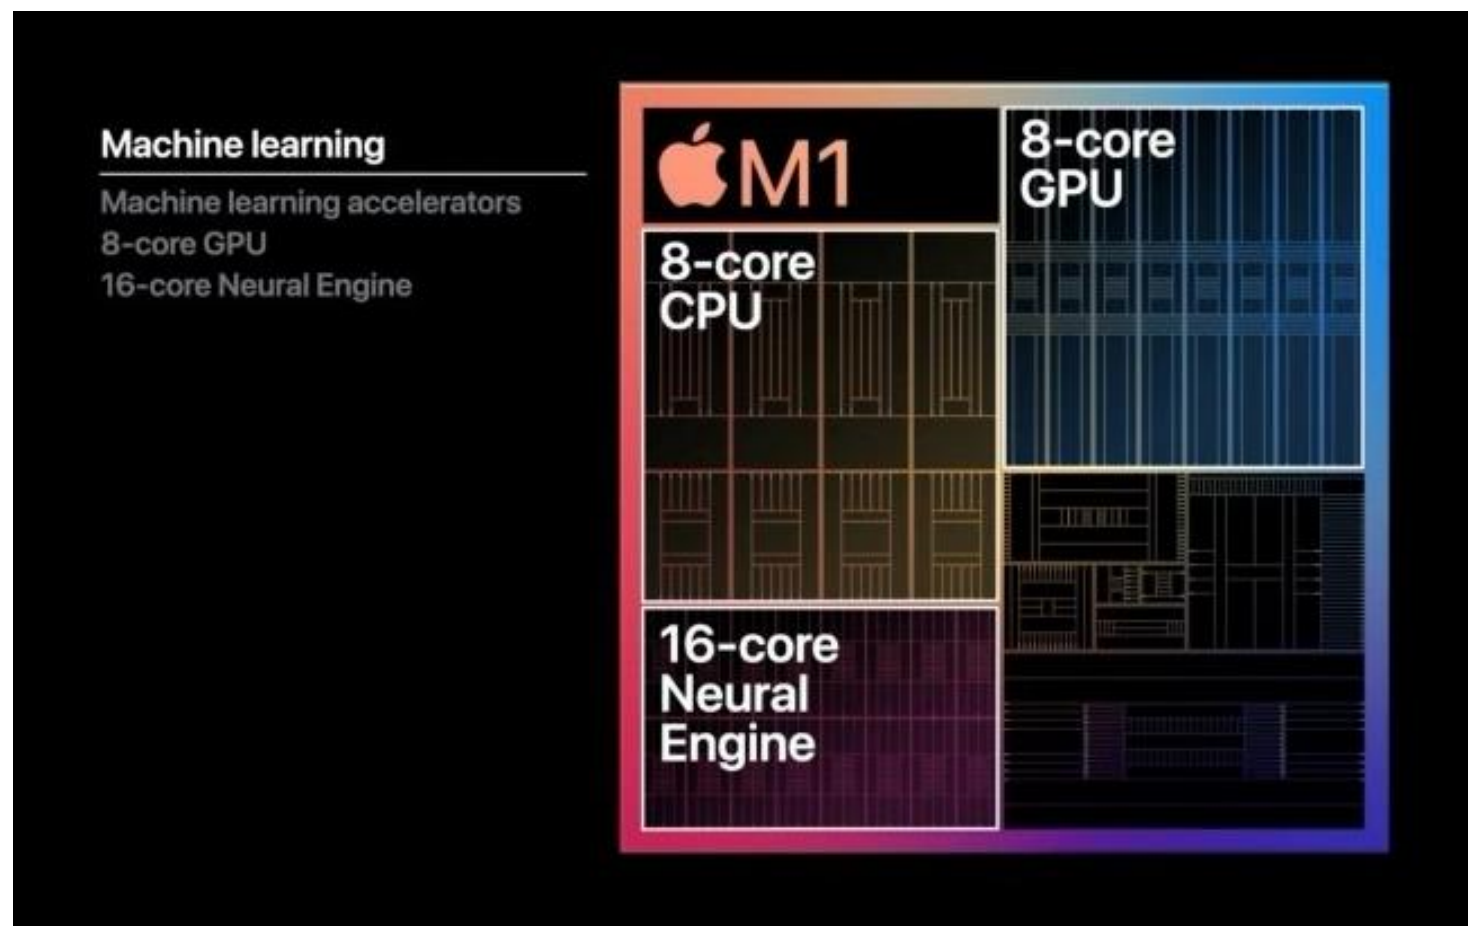 Machine learning
Machine learning accelerators
8-core GPU
16-core Neural Engine
M1
8-core
CPU
16-core
Neural
Engine
8-core
GPU